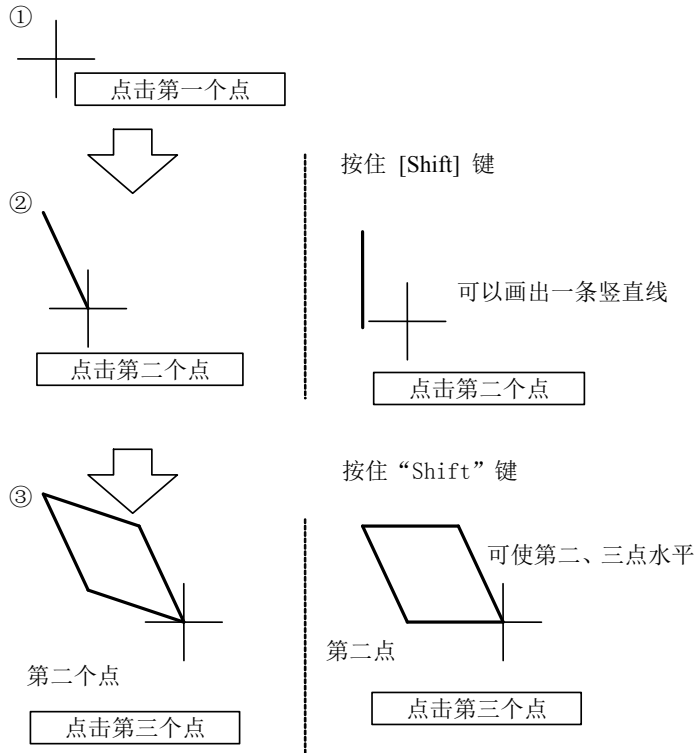 ①
点击第一个点
按住 [Shift] 键
②
可以画出一条竖直线
点击第二个点
点击第二个点
按住“Shift”键
③
可使第二、三点水平
第二点
第二个点
点击第三个点
点击第三个点